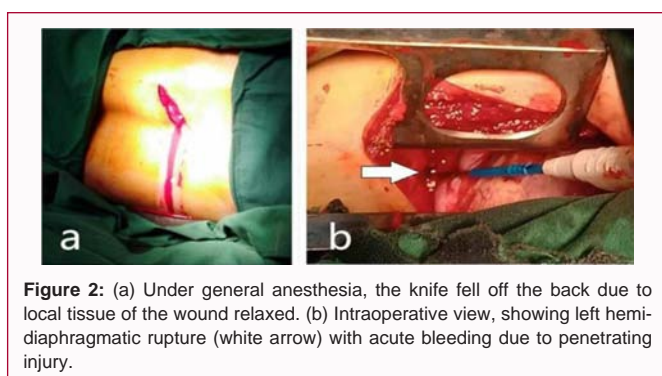 a
b
Figure 2: (a) Under general anesthesia, the knife fell off the back due to
local tissue of the wound relaxed. (b) Intraoperative view, showing left hemi-
diaphragmatic rupture (white arrow) with acute bleeding due to penetrating
injury.